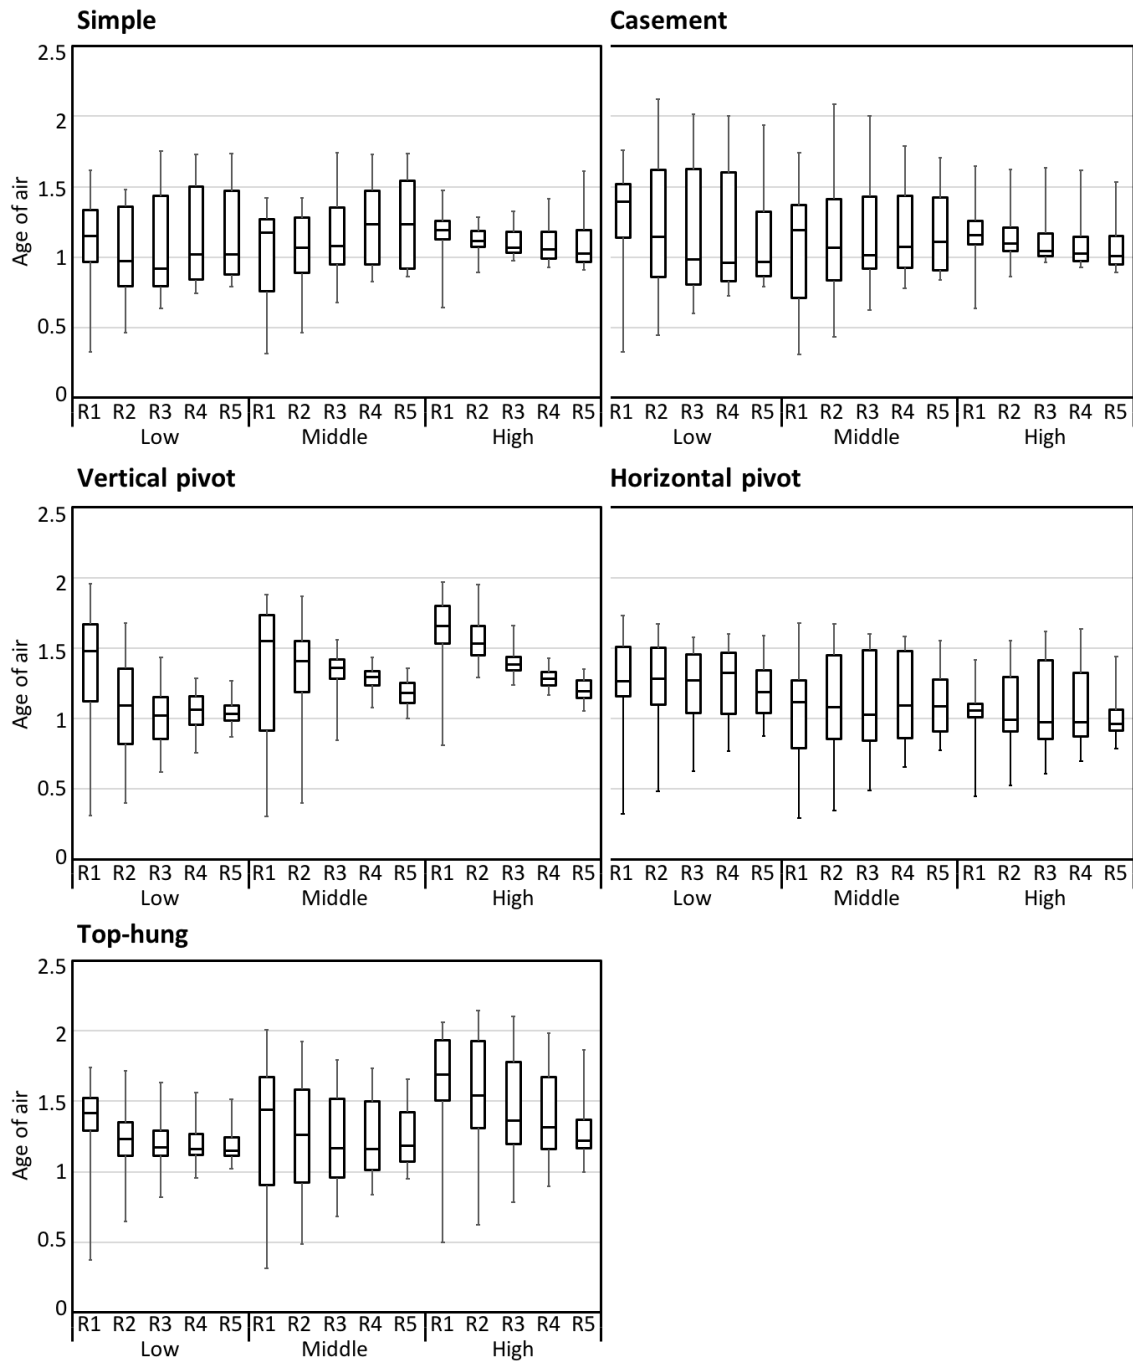 Simple
Casement
2.5
2
1.5
1
0.5
0
Age of air
R1 R2 R3 R4 R5 R1 R2 R3 R4 R5 R1 R2 R3 R4 R5
Low Middle High
R1 R2 R3 R4 R5 R1 R2 R3 R4 R5 R1 R2 R3 R4 R5
Low Middle High
Vertical pivot
Horizontal pivot
2.5
2
1.5
1
0.5
0
Age of air
R1 R2 R3 R4 R5 R1 R2 R3 R4 R5 R1 R2 R3 R4 R5
Low Middle High
R1 R2 R3 R4 R5 R1 R2 R3 R4 R5 R1 R2 R3 R4 R5
Low Middle High
Top-hung
2.5
2
1.5
1
0.5
0
Age of air
R1 R2 R3 R4 R5 R1 R2 R3 R4 R5 R1 R2 R3 R4 R5
Low Middle High